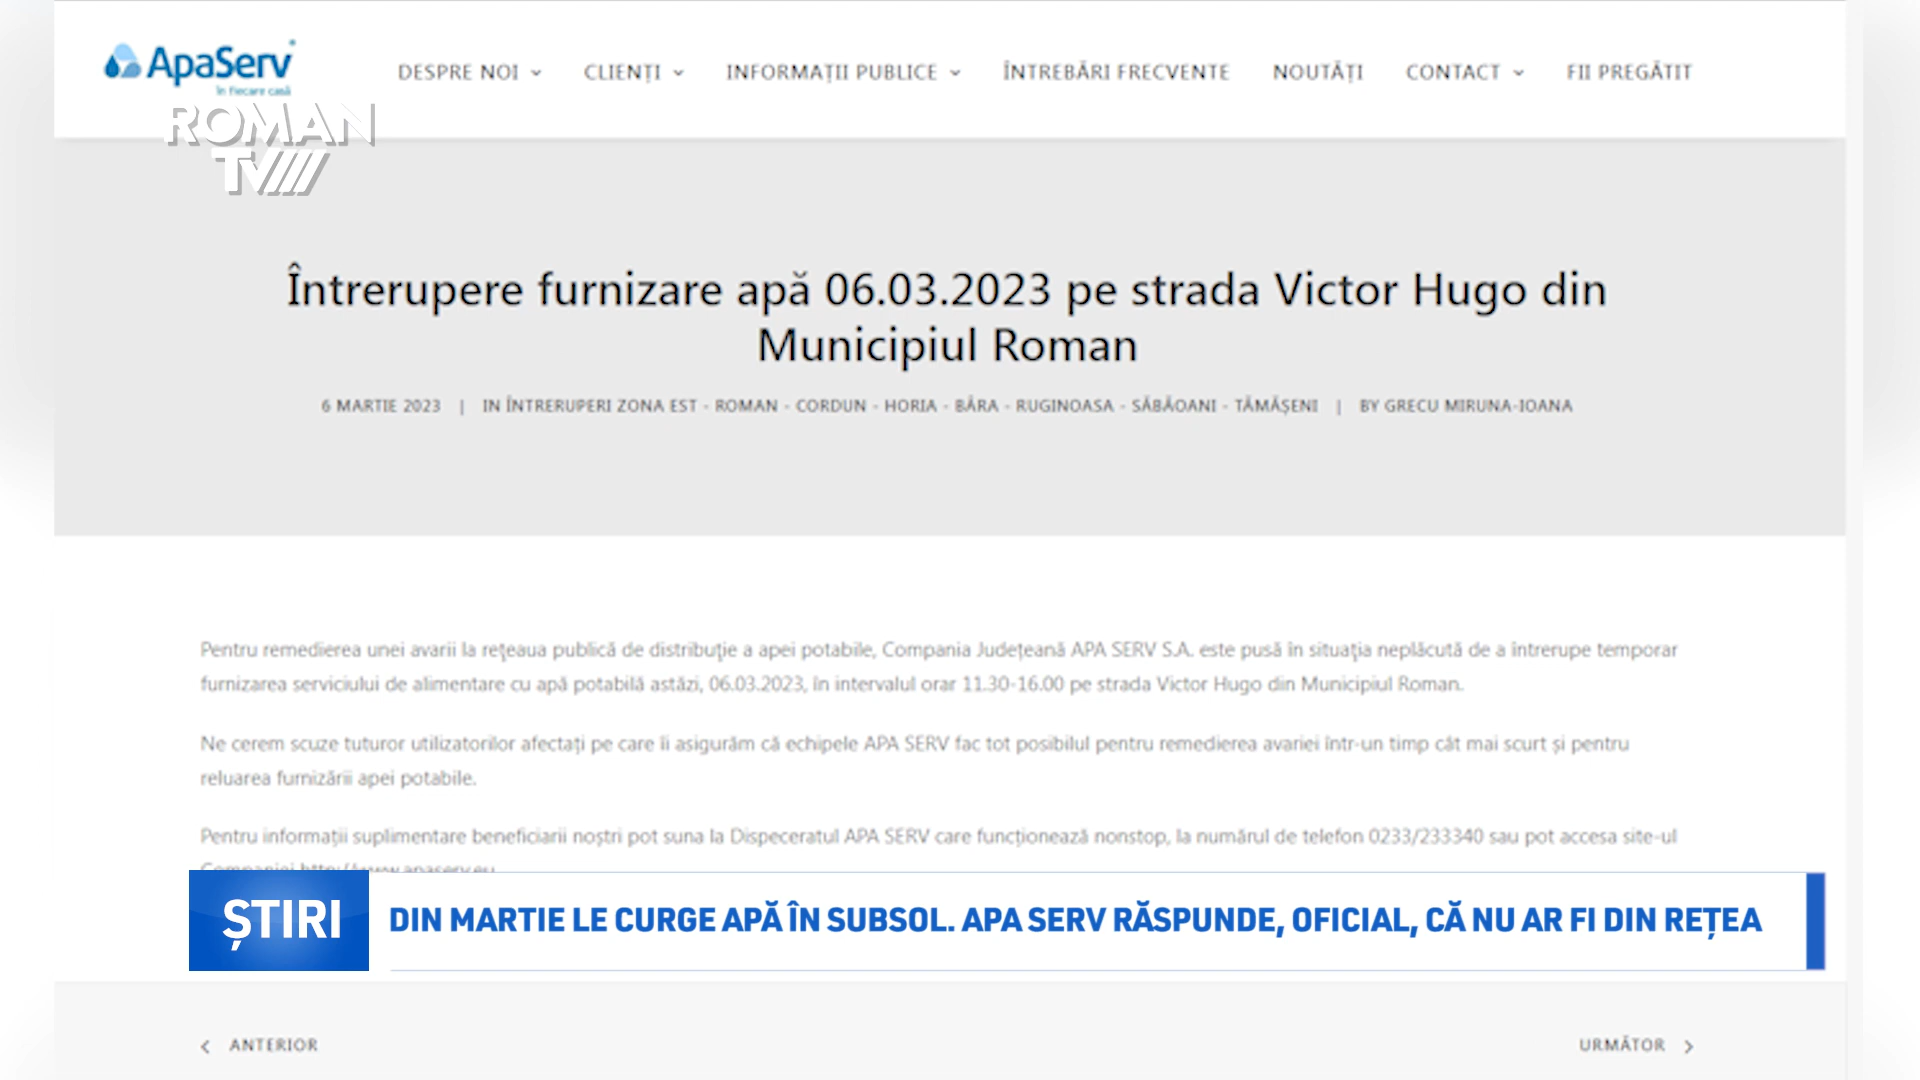 ApaServ
în fiecare casă
DESPRE NOI CLIENȚI INFORMAȚII PUBLICE ÎNTREBĂRI FRECVENTE NOUTĂȚI CONTACT FII PREGĂTIT
ROMAN
TV
Întrerupere furnizare apă 06.03.2023 pe strada Victor Hugo din
Municipiul Roman
6 MARTIE 2023 | IN ÎNTRERUPERI ZONA EST - ROMAN - CORDUN - HORIA - BÂRA - RUGINOASA - SĂBĂOANI - TĂMĂȘENI | BY GRECU MIRUNA-IOANA
Pentru remedierea unei avarii la rețeaua publică de distribuție a apei potabile, Compania Județeană APA SERV S.A. este pusă în situația neplăcută de a întrerupe temporar
furnizarea serviciului de alimentare cu apă potabilă astăzi, 06.03.2023, în intervalul orar 11.30-16.00 pe strada Victor Hugo din Municipiul Roman.
Ne cerem scuze tuturor utilizatorilor afectați pe care îi asigurăm că echipele APA SERV fac tot posibilul pentru remedierea avariei într-un timp cât mai scurt și pentru
reluarea furnizării apei potabile.
Pentru informații suplimentare beneficiarii noștri pot suna la Dispeceratul APA SERV care funcționează nonstop, la numărul de telefon 0233/233340 sau pot accesa site-ul
Companiei http://www.apaserv.eu
ȘTIRI
DIN MARTIE LE CURGE APĂ ÎN SUBSOL. APA SERV RĂSPUNDE, OFICIAL, CĂ NU AR FI DIN REȚEA
ANTERIOR
URMĂTOR